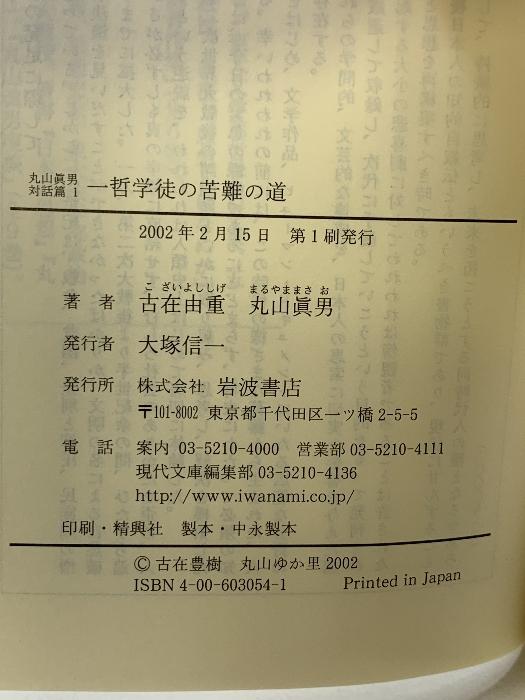 丸山眞男
対話篇 1
一哲学徒の苦難の道
2002年2月15日 第1刷発行
こざいよししげ まるやままさお
著者 古在由重 丸山眞男
発行者 大塚信一
発行所 株式会社 岩波書店
〒101-8002 東京都千代田区一ツ橋2-5-5
電話 案内 03-5210-4000 営業部 03-5210-4111
現代文庫編集部 03-5210-4136
http://www.iwanami.co.jp/
印刷・精興社 製本・中永製本
© 古在豊樹 丸山ゆか里 2002
ISBN 4-00-603054-1 Printed in Japan